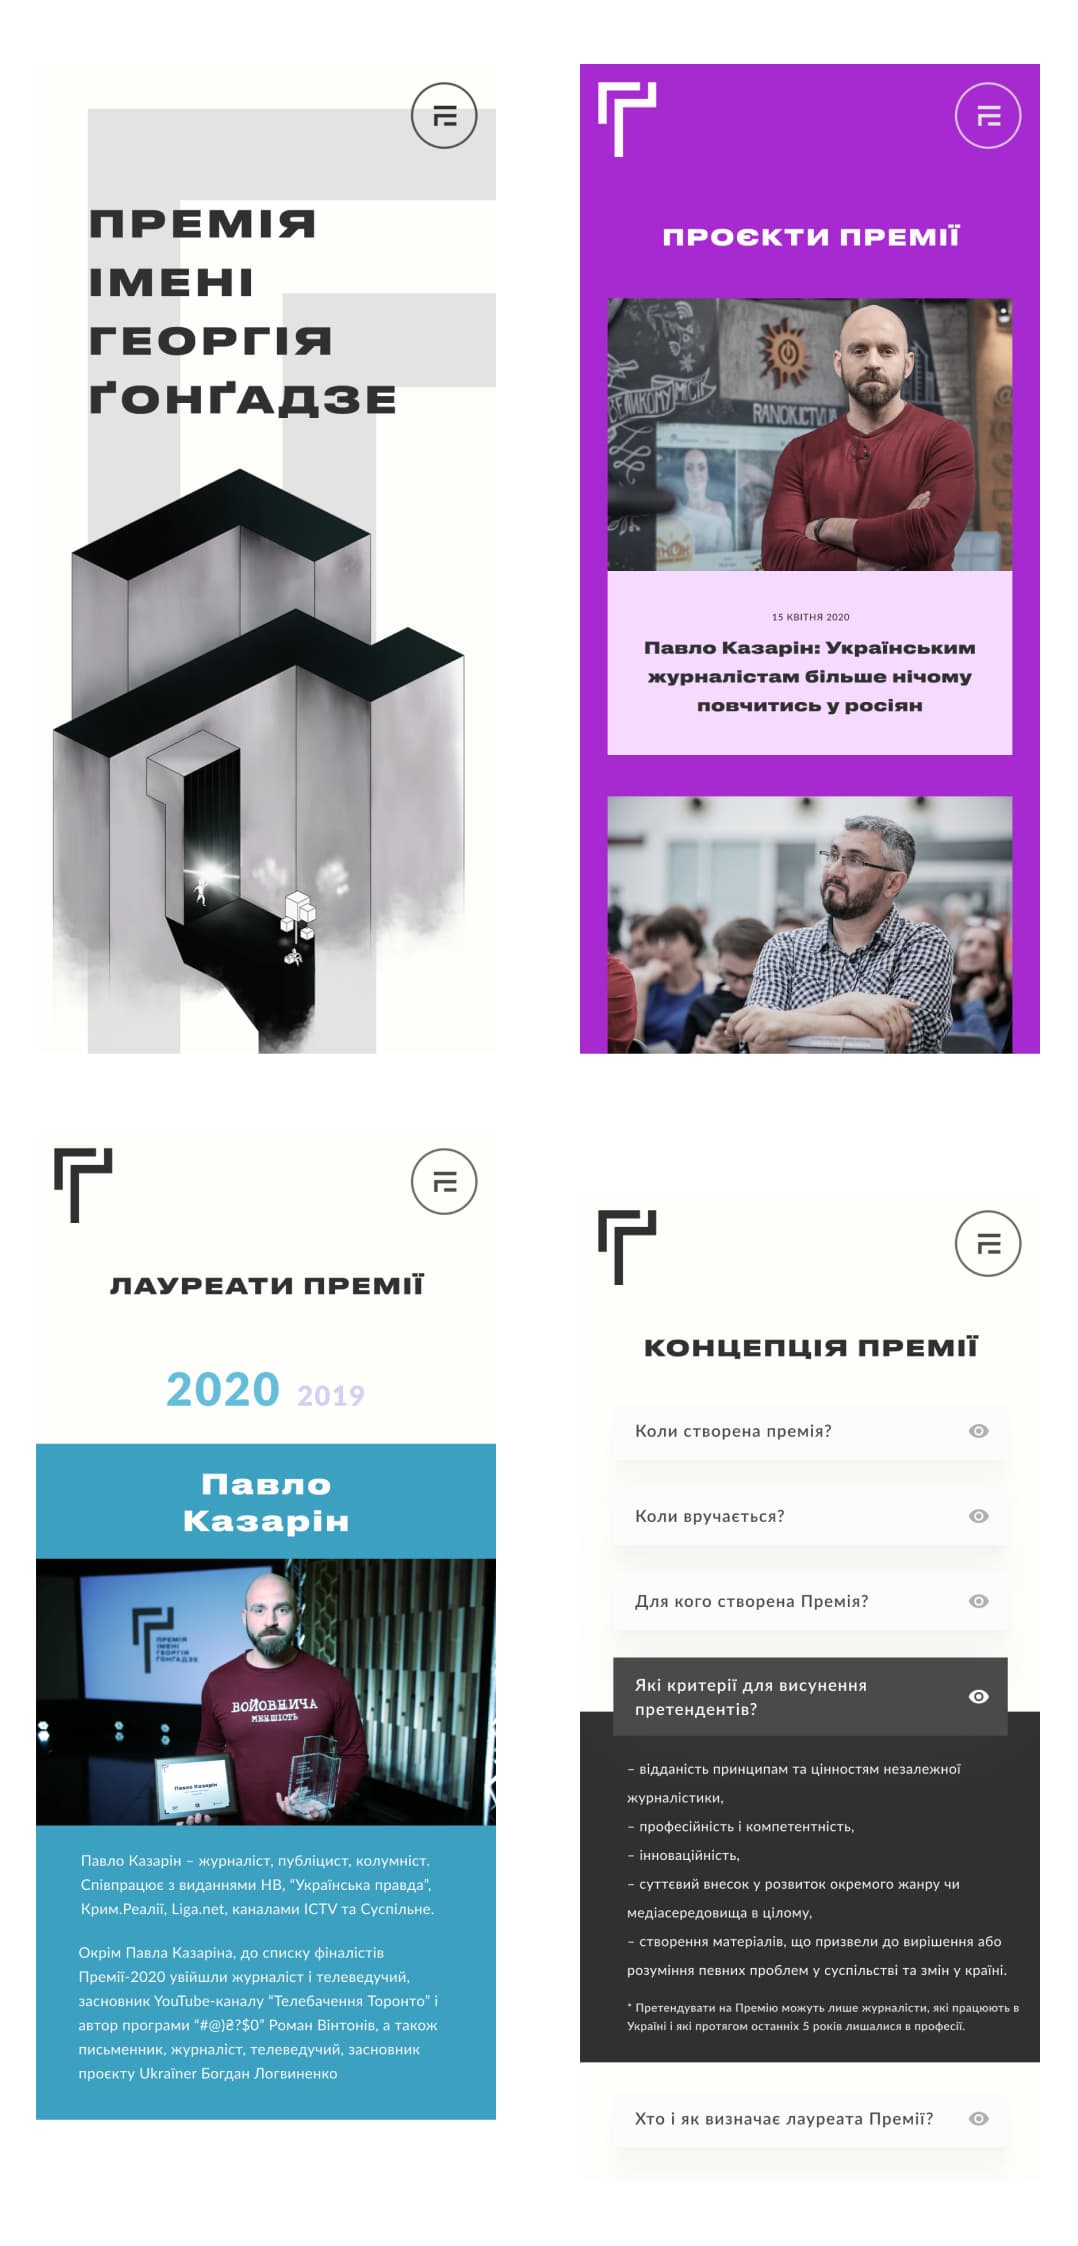 ПРЕМІЯ
ІМЕНІ
ГЕОРГІЯ
ҐОНҐАДЗЕ
ПРОЄКТИ ПРЕМІЇ
ВЕЛИКОМУ МІСТІ
15 КВІТНЯ 2020
Павло Казарін: Українським
журналістам більше нічому
повчитись у росіян
ЛАУРЕАТИ ПРЕМІЇ
2020 2019
Павло
Казарін
ПРЕМІЯ
ІМЕНІ
ГЕОРГІЯ
ҐОНҐАДЗЕ
ВОЙОВНИЧА
МЕНШІСТЬ
Павло Казарін
Павло Казарін – журналіст, публіцист, колумніст.
Співпрацює з виданнями НВ, “Українська правда”,
Крим.Реалії, Liga.net, каналами ICTV та Суспільне.
Окрім Павла Казаріна, до списку фіналістів
Премії-2020 увійшли журналіст і телеведучий,
засновник YouTube-каналу “Телебачення Торонто” і
автор програми “#@)₴?$0” Роман Вінтонів, а також
письменник, журналіст, телеведучий, засновник
проєкту Ukraïner Богдан Логвиненко
КОНЦЕПЦІЯ ПРЕМІЇ
Коли створена премія?
Коли вручається?
Для кого створена Премія?
Які критерії для висунення
претендентів?
– відданість принципам та цінностям незалежної
журналістики,
– професійність і компетентність,
– інноваційність,
– суттєвий внесок у розвиток окремого жанру чи
медіасередовища в цілому,
– створення матеріалів, що призвели до вирішення або
розуміння певних проблем у суспільстві та змін у країні.
* Претендувати на Премію можуть лише журналісти, які працюють в
Україні і які протягом останніх 5 років лишалися в професії.
Хто і як визначає лауреата Премії?